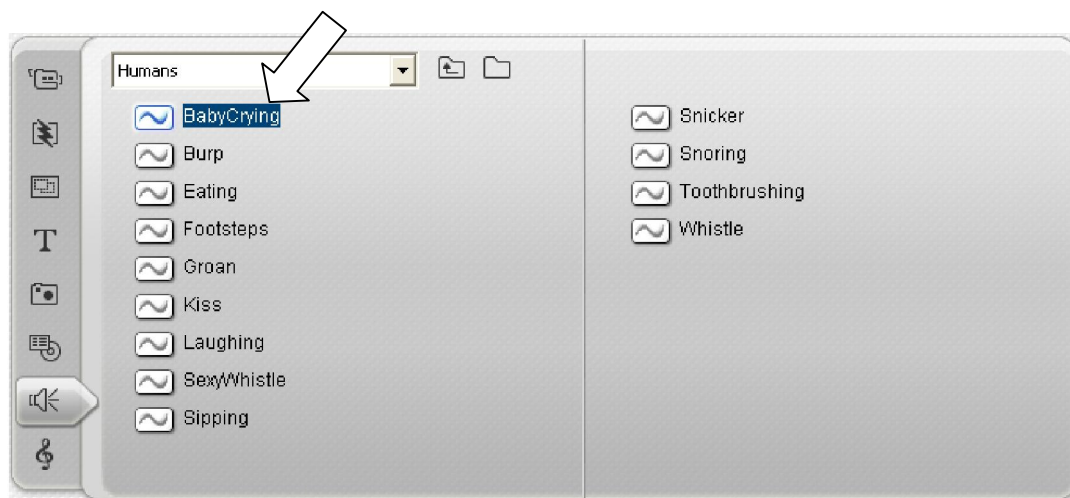 Humans
BabyCrying
Burp
Eating
Footsteps
Groan
Kiss
Laughing
SexyWhistle
Sipping
Snicker
Snoring
Toothbrushing
Whistle
T